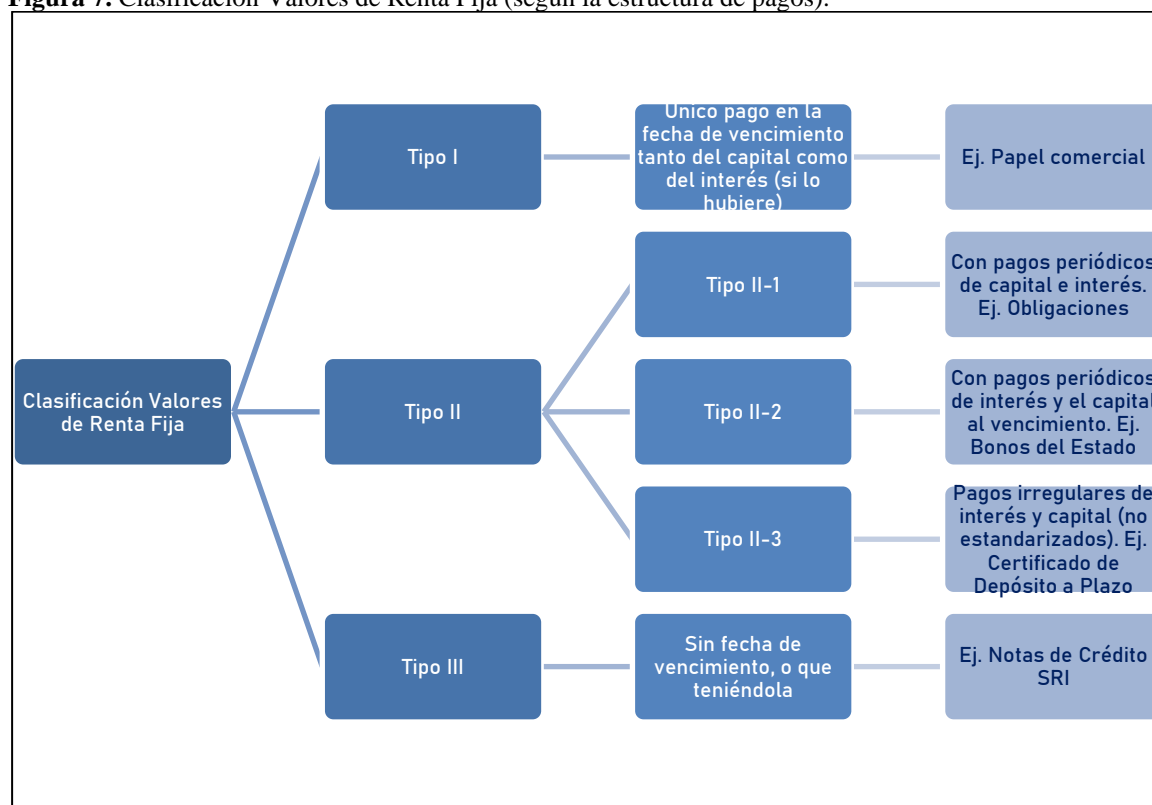 Figura 7. Clasificación Valores de Renta Fija (según la estructura de pagos).
Tipo I
Único pago en la
fecha de vencimiento
tanto del capital como
del interés (si lo
hubiere)
Ej. Papel comercial
Clasificación Valores
de Renta Fija
Tipo II
Tipo II-1
Con pagos periódicos
de capital e interés.
Ej. Obligaciones
Tipo II-2
Con pagos periódicos
de interés y el capital
al vencimiento. Ej.
Bonos del Estado
Tipo II-3
Pagos irregulares de
interés y capital (no
estandarizados). Ej.
Certificado de
Depósito a Plazo
Tipo III
Sin fecha de
vencimiento, o que
teniéndola
Ej. Notas de Crédito
SRI